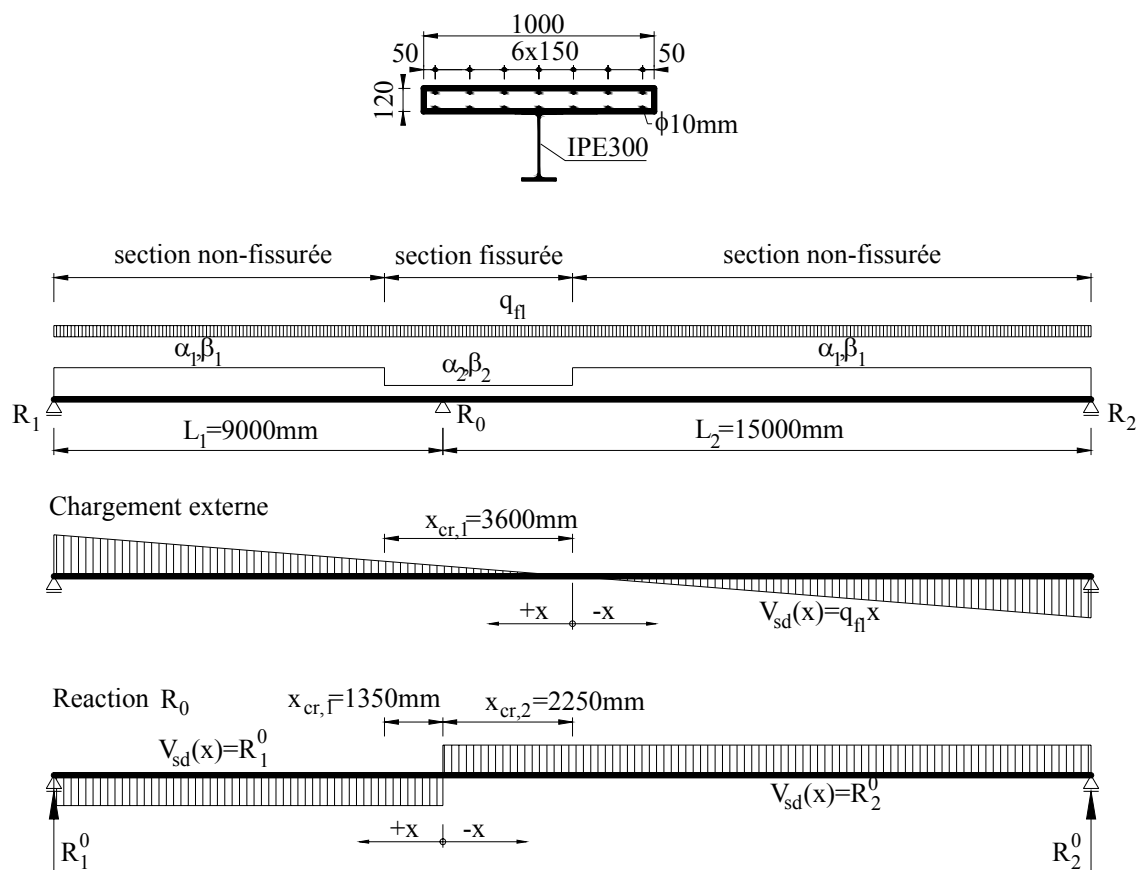 1000
50 6x150 50
120
ϕ10mm
IPE300
section non-fissurée section fissurée section non-fissurée
q_fl
α_1,β_1 α_2,β_2 α_1,β_1
R_1 R_0 R_2
L_1=9000mm L_2=15000mm
Chargement externe
x_cr,1=3600mm
+x -x V_sd(x)=q_fl x
Reaction R_0 x_cr,1=1350mm x_cr,2=2250mm
V_sd(x)=R_1^0
V_sd(x)=R_2^0
+x -x
R_1^0 R_2^0